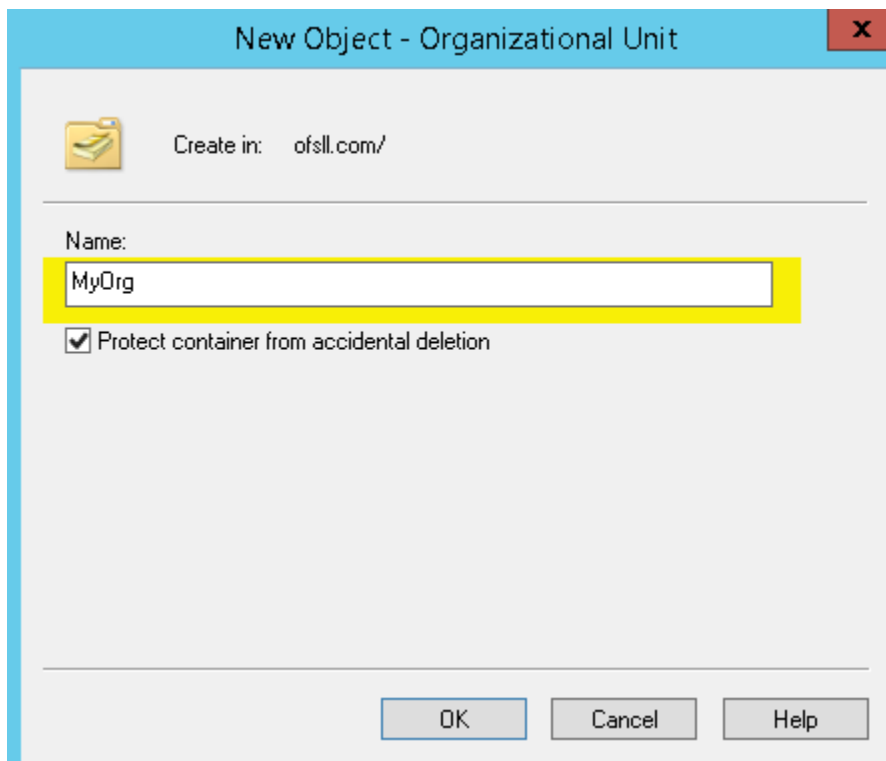 New Object - Organizational Unit
x
Create in: ofsll.com/
Name:
MyOrg
Protect container from accidental deletion
OK Cancel Help